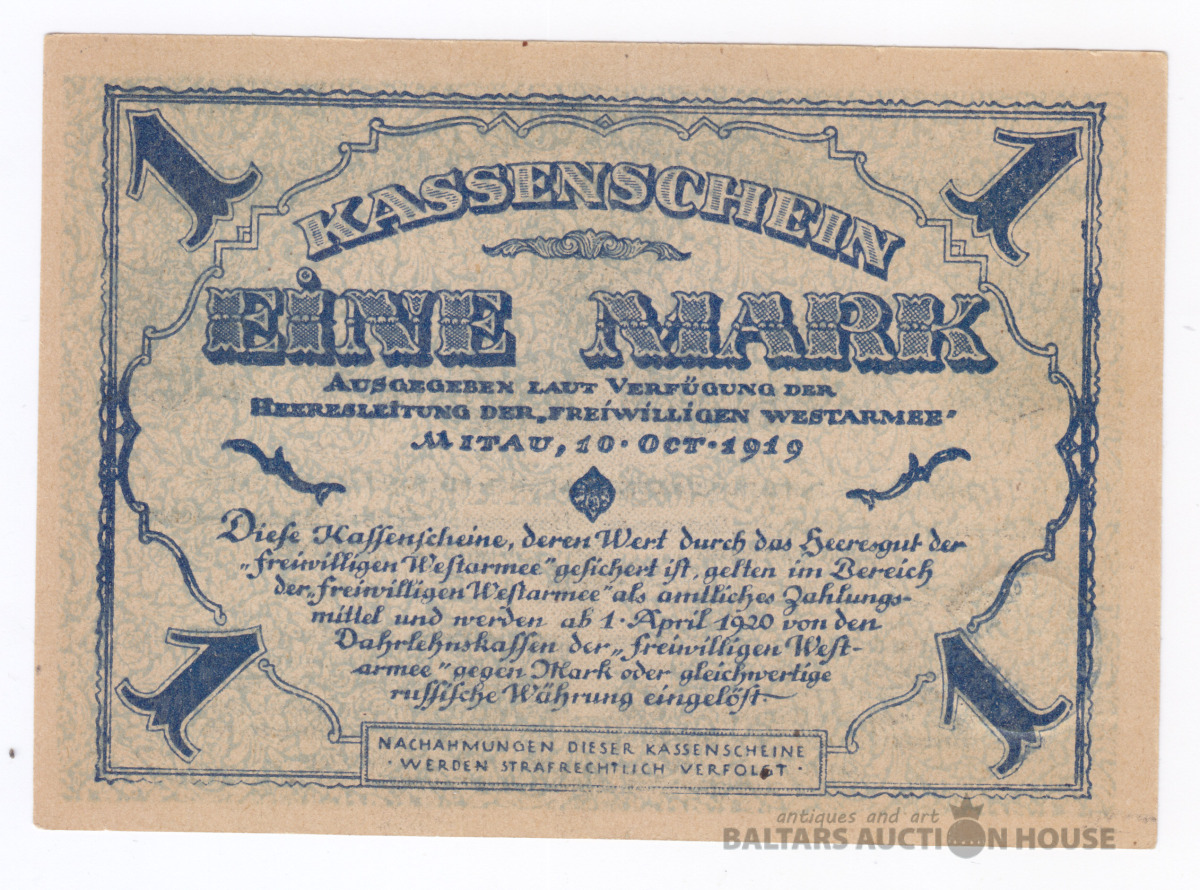 1 1
KASSENSCHEIN
EINE MARK
AUSGEGEBEN LAUT VERFÜGUNG DER
HEERESLEITUNG DER „FREIWILLIGEN WESTARMEE"
MITAU, 10·OCT·1919
Diese Kassenscheine, deren Wert durch das Heeresgut der
„freiwilligen Westarmee" gesichert ist, gelten im Bereich
der „freiwilligen Westarmee" als amtliches Zahlungs-
mittel und werden ab 1·April 1920 von den
Dahrlehnskassen der „freiwilligen West-
armee" gegen Mark oder gleichwertige
russische Währung eingelöst·
1 1
NACHAHMUNGEN DIESER KASSENSCHEINE
·WERDEN STRAFRECHTLICH VERFOLGT·
antiques and art
BALTARS AUCTION HOUSE